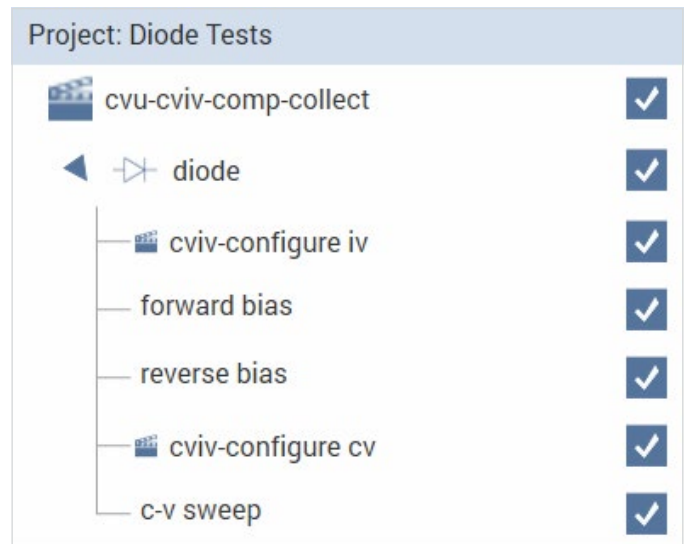 Project: Diode Tests
cvu-cviv-comp-collect
diode
cviv-configure iv
forward bias
reverse bias
cviv-configure cv
c-v sweep